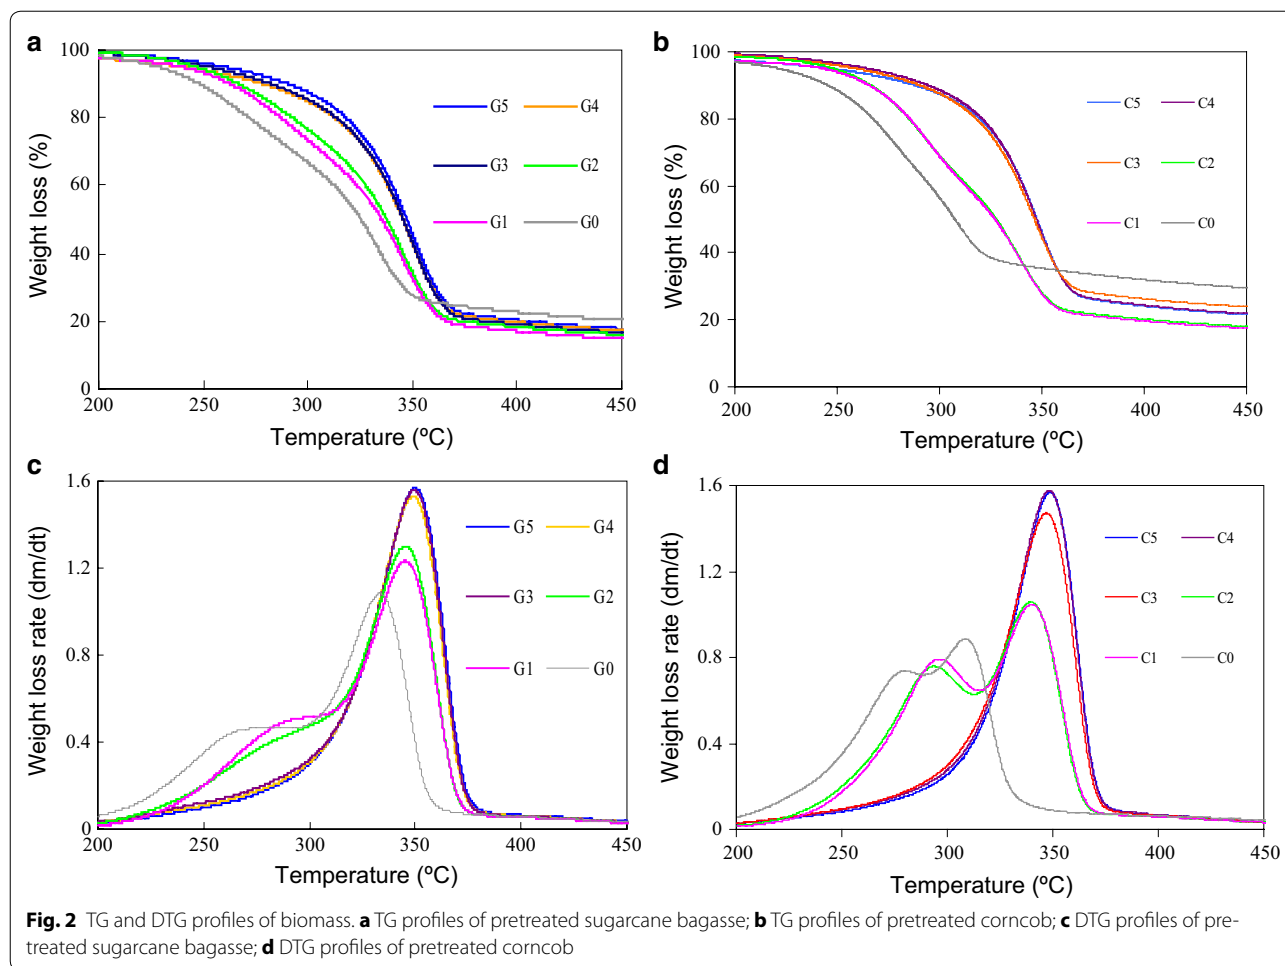 a
Weight loss (%)
100
80
60
40
20
0
G5 G4
G3 G2
G1 G0
200 250 300 350 400 450
Temperature (ºC)
b
Weight loss (%)
100
80
60
40
20
0
C5 C4
C3 C2
C1 C0
200 250 300 350 400 450
Temperature (ºC)
c
Weight loss rate (dm/dt)
1.6
1.2
0.8
0.4
0
G5 G4
G3 G2
G1 G0
200 250 300 350 400 450
Temperature (ºC)
d
Weight loss rate (dm/dt)
1.6
1.2
0.8
0.4
0
C5 C4
C3 C2
C1 C0
200 250 300 350 400 450
Temperature (ºC)
Fig. 2 TG and DTG profiles of biomass. a TG profiles of pretreated sugarcane bagasse; b TG profiles of pretreated corncob; c DTG profiles of pre-
treated sugarcane bagasse; d DTG profiles of pretreated corncob